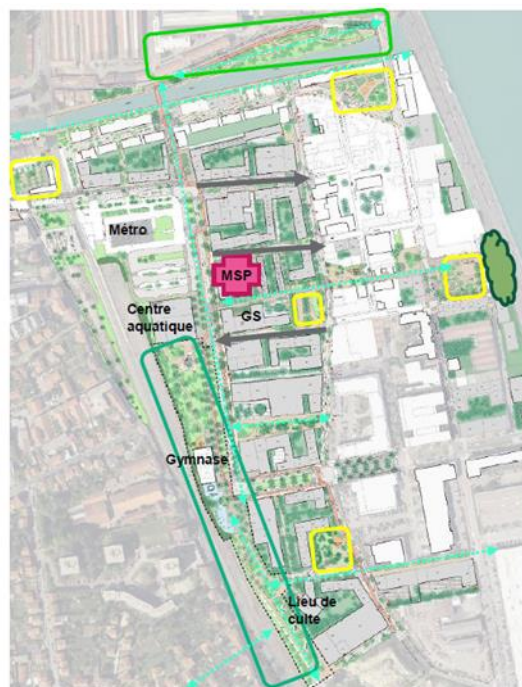 Métro
MSP
Centre
aquatique
GS
Gymnase
Lieu de
culte